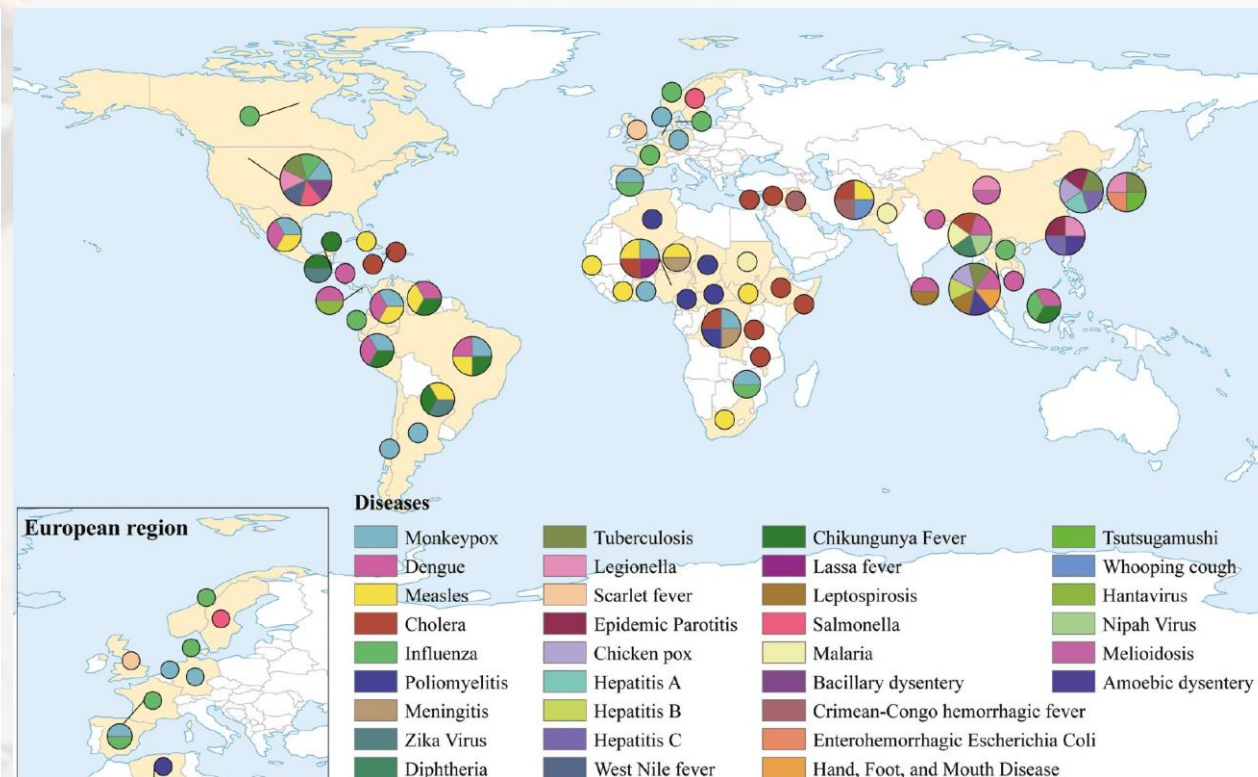 European region
Diseases
Monkeypox
Dengue
Measles
Cholera
Influenza
Poliomyelitis
Meningitis
Zika Virus
Diphtheria
Tuberculosis
Legionella
Scarlet fever
Epidemic Parotitis
Chicken pox
Hepatitis A
Hepatitis B
Hepatitis C
West Nile fever
Chikungunya Fever
Lassa fever
Leptospirosis
Salmonella
Malaria
Bacillary dysentery
Crimean-Congo hemorrhagic fever
Enterohemorrhagic Escherichia Coli
Hand, Foot, and Mouth Disease
Tsutsugamushi
Whooping cough
Hantavirus
Nipah Virus
Melioidosis
Amoebic dysentery